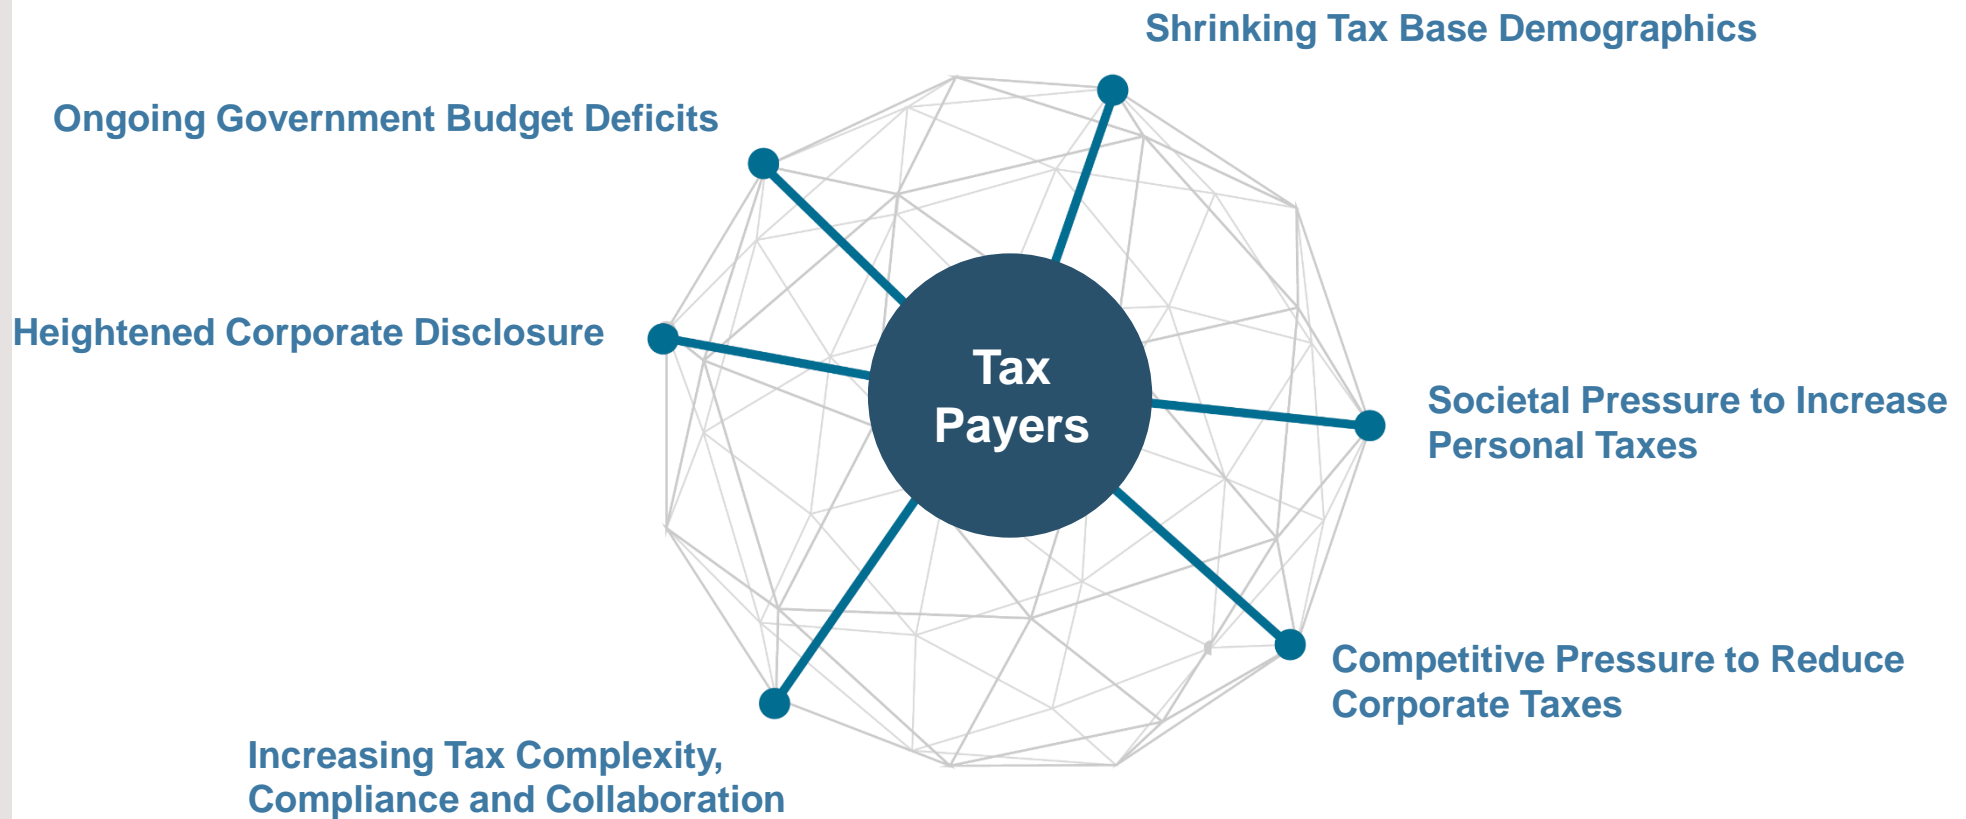 Shrinking Tax Base Demographics
Ongoing Government Budget Deficits
Heightened Corporate Disclosure
Tax
Payers
Societal Pressure to Increase
Personal Taxes
Competitive Pressure to Reduce
Corporate Taxes
Increasing Tax Complexity,
Compliance and Collaboration